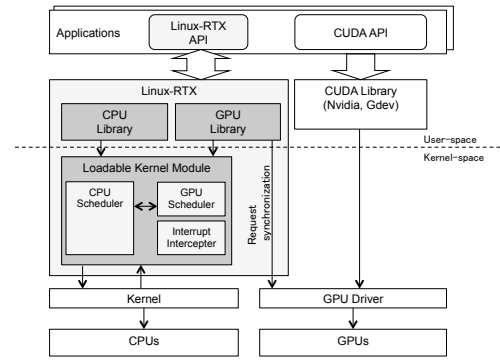 Applications
Linux-RTX
API
CUDA API
Linux-RTX
CUDA Library
(Nvidia, Gdev)
CPU
Library
GPU
Library
User-space
Kernel-space
Loadable Kernel Module
CPU
Scheduler
GPU
Scheduler
Interrupt
Intercepter
Request
synchronization
Kernel
GPU Driver
CPUs
GPUs